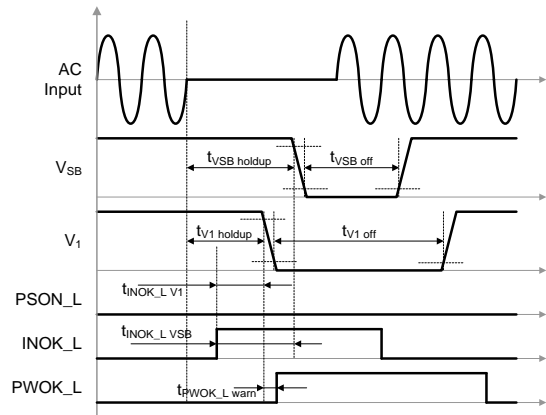 AC
Input
VSB
tVSB holdup
tVSB off
V1
tV1 holdup
tV1 off
tINOK_L V1
PSON_L
tINOK_L VSB
INOK_L
PWOK_L
tPWOK_L warn